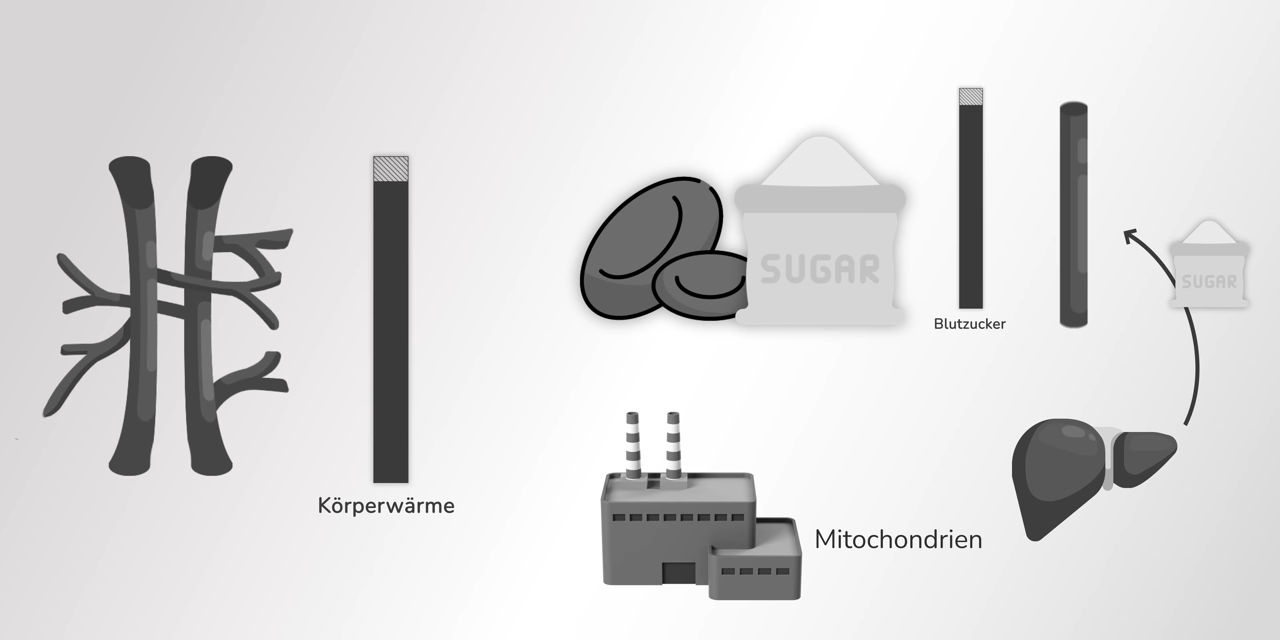 SUGAR
SUGAR
Blutzucker
Körperwärme
Mitochondrien